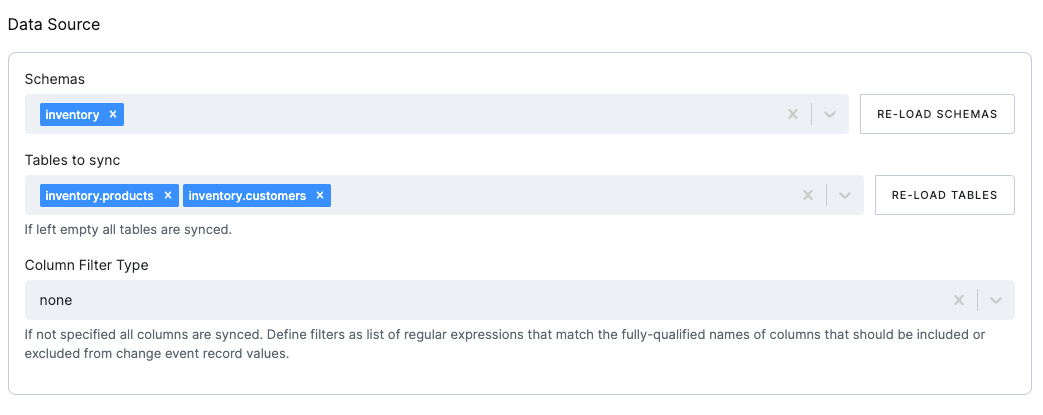 Data Source
Schemas
inventory ×
RE-LOAD SCHEMAS
Tables to sync
inventory.products × inventory.customers ×
RE-LOAD TABLES
If left empty all tables are synced.
Column Filter Type
none
If not specified all columns are synced. Define filters as list of regular expressions that match the fully-qualified names of columns that should be included or
excluded from change event record values.